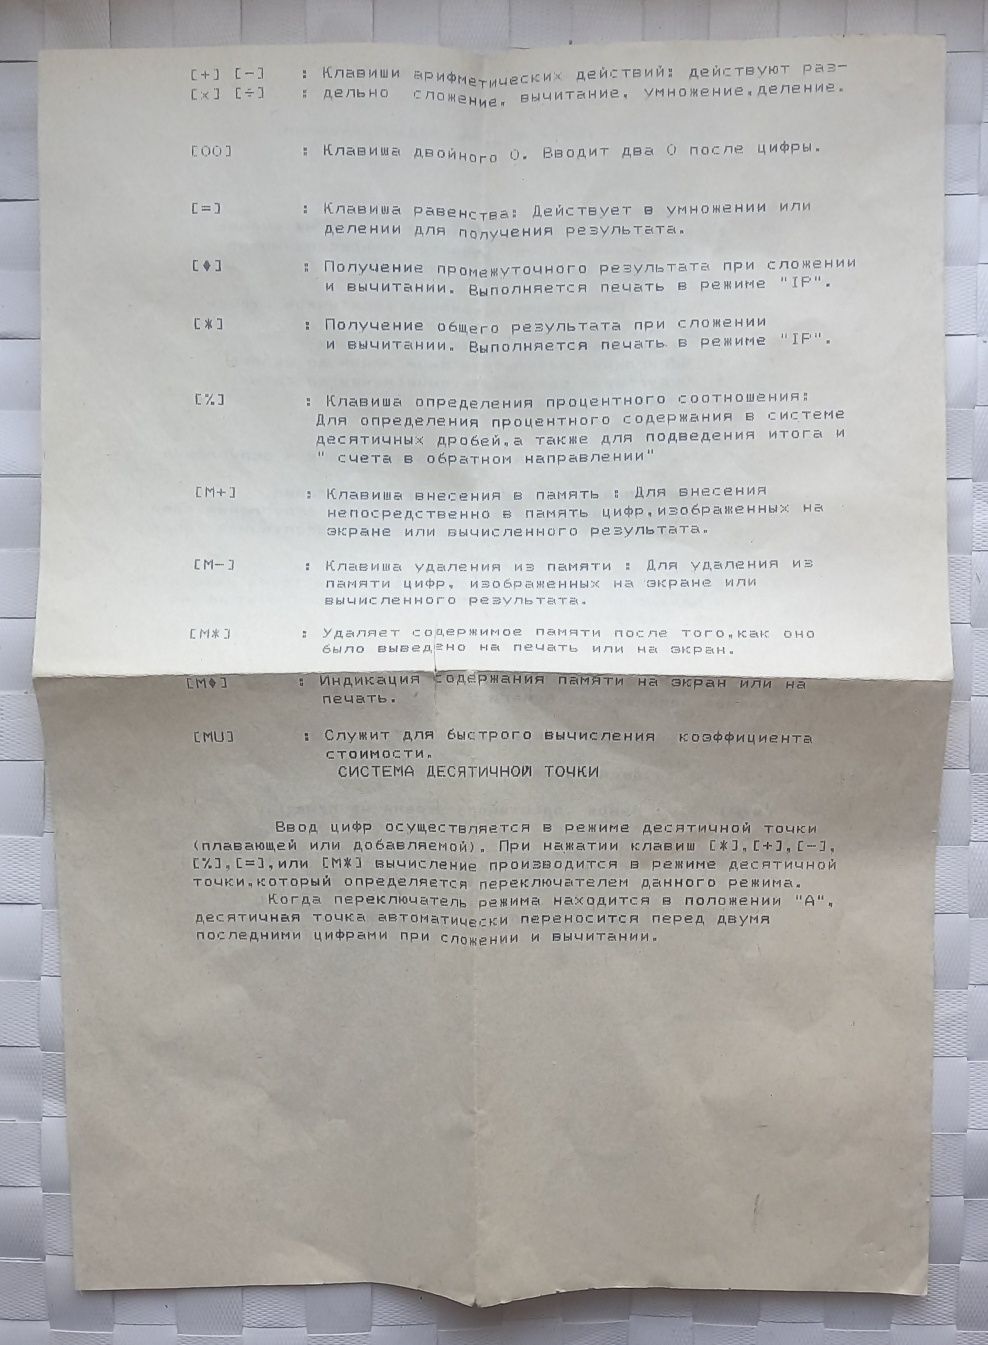 [+] [−] : Клавиши арифметических действий: действуют раз-
[×] [÷] : дельно сложение, вычитание, умножение,деление.
[00] : Клавиша двойного 0. Вводит два 0 после цифры.
[=] : Клавиша равенства: Действует в умножении или
делении для получения результата.
[♦] : Получение промежуточного результата при сложении
и вычитании. Выполняется печать в режиме "IP".
[Ж] : Получение общего результата при сложении
и вычитании. Выполняется печать в режиме "IP".
[%] : Клавиша определения процентного соотношения:
Для определения процентного содержания в системе
десятичных дробей,а также для подведения итога и
" счета в обратном направлении"
[M+] : Клавиша внесения в память : Для внесения
непосредственно в память цифр,изображенных на
экране или вычисленного результата.
[M−] : Клавиша удаления из памяти : Для удаления из
памяти цифр, изображенных на экране или
вычисленного результата.
[MЖ] : Удаляет содержимое памяти после того,как оно
было выведено на печать или на экран.
[M♦] : Индикация содержания памяти на экран или на
печать.
[MU] : Служит для быстрого вычисления коэффициента
стоимости.
СИСТЕМА ДЕСЯТИЧНОЙ ТОЧКИ
Ввод цифр осуществляется в режиме десятичной точки
(плавающей или добавляемой). При нажатии клавиш [Ж],[+],[−],
[%],[=],или [MЖ] вычисление производится в режиме десятичной
точки,который определяется переключателем данного режима.
Когда переключатель режима находится в положении "А",
десятичная точка автоматически переносится перед двумя
последними цифрами при сложении и вычитании.